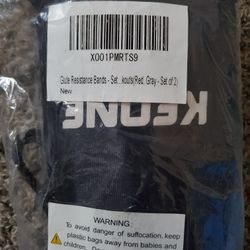 X001PMRTS9
Glute Resistance Bands - Set ...kouts(Red, Gray - Set of 2)
New
KEONE
WARNING:
To avoid danger of suffocation, keep
plastic bags away from babies and
children. Do